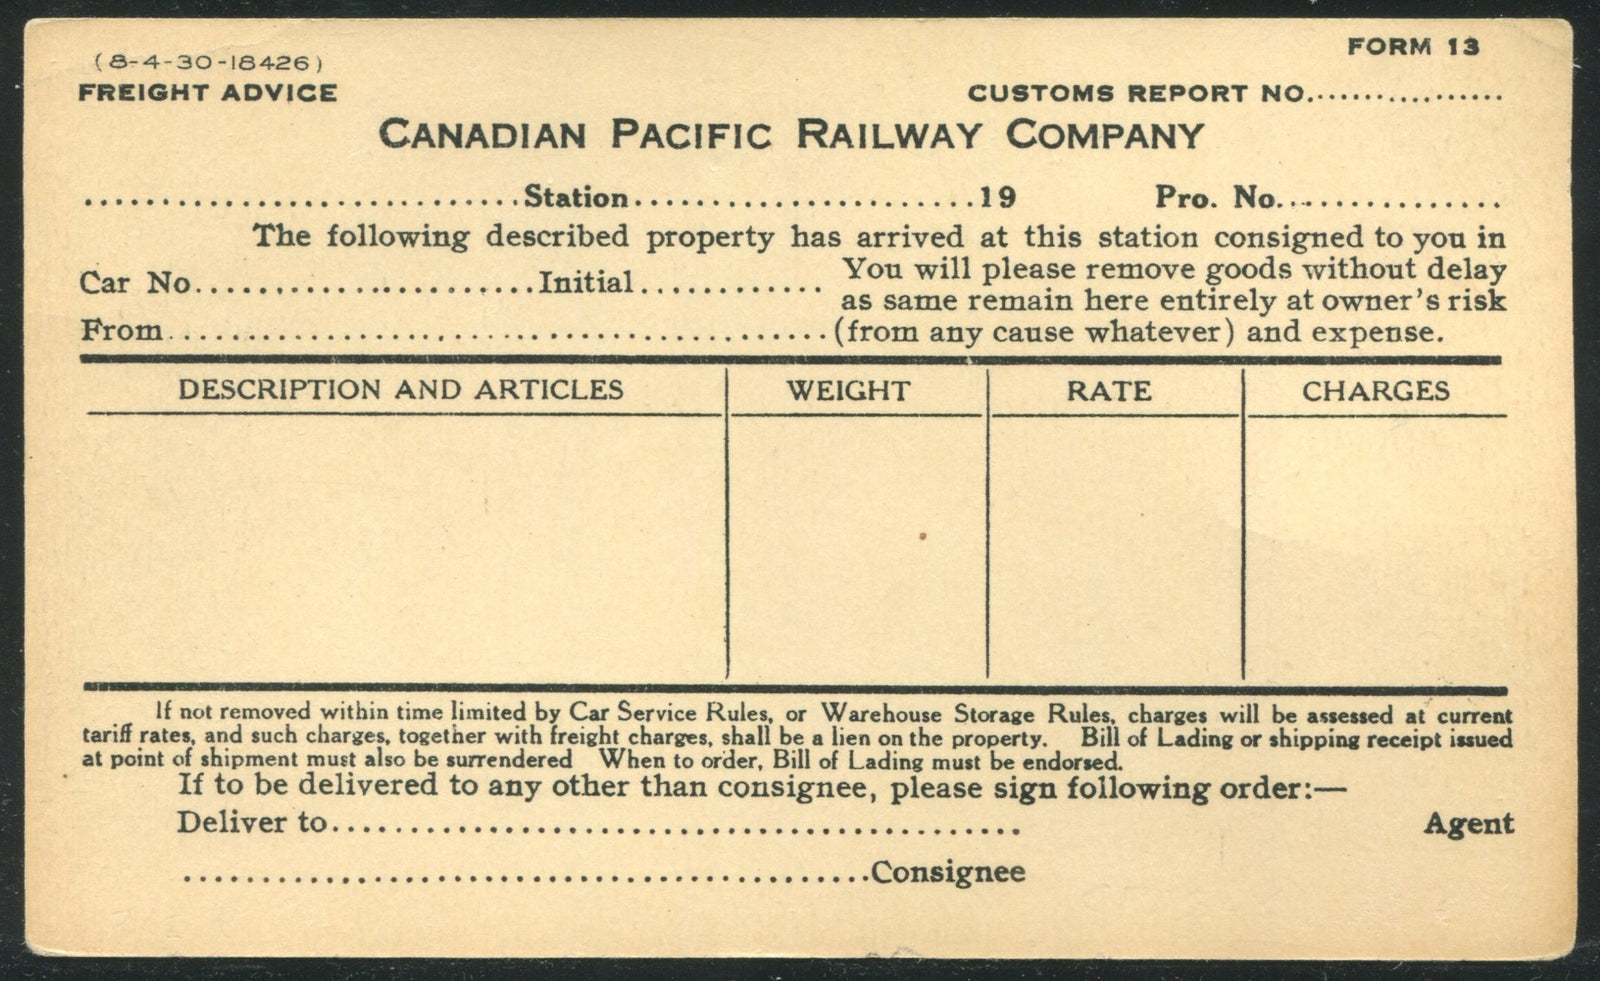 (8-4-30-18426)
FORM 13
FREIGHT ADVICE
CUSTOMS REPORT NO.................
CANADIAN PACIFIC RAILWAY COMPANY
............................Station......................19 Pro. No...............
The following described property has arrived at this station consigned to you in
Car No......................Initial............
You will please remove goods without delay
as same remain here entirely at owner's risk
From..........................................(from any cause whatever) and expense.
DESCRIPTION AND ARTICLES WEIGHT RATE CHARGES
If not removed within time limited by Car Service Rules, or Warehouse Storage Rules, charges will be assessed at current
tariff rates, and such charges, together with freight charges, shall be a lien on the property. Bill of Lading or shipping receipt issued
at point of shipment must also be surrendered When to order, Bill of Lading must be endorsed.
If to be delivered to any other than consignee, please sign following order:—
Deliver to............................................ Agent
............................................Consignee